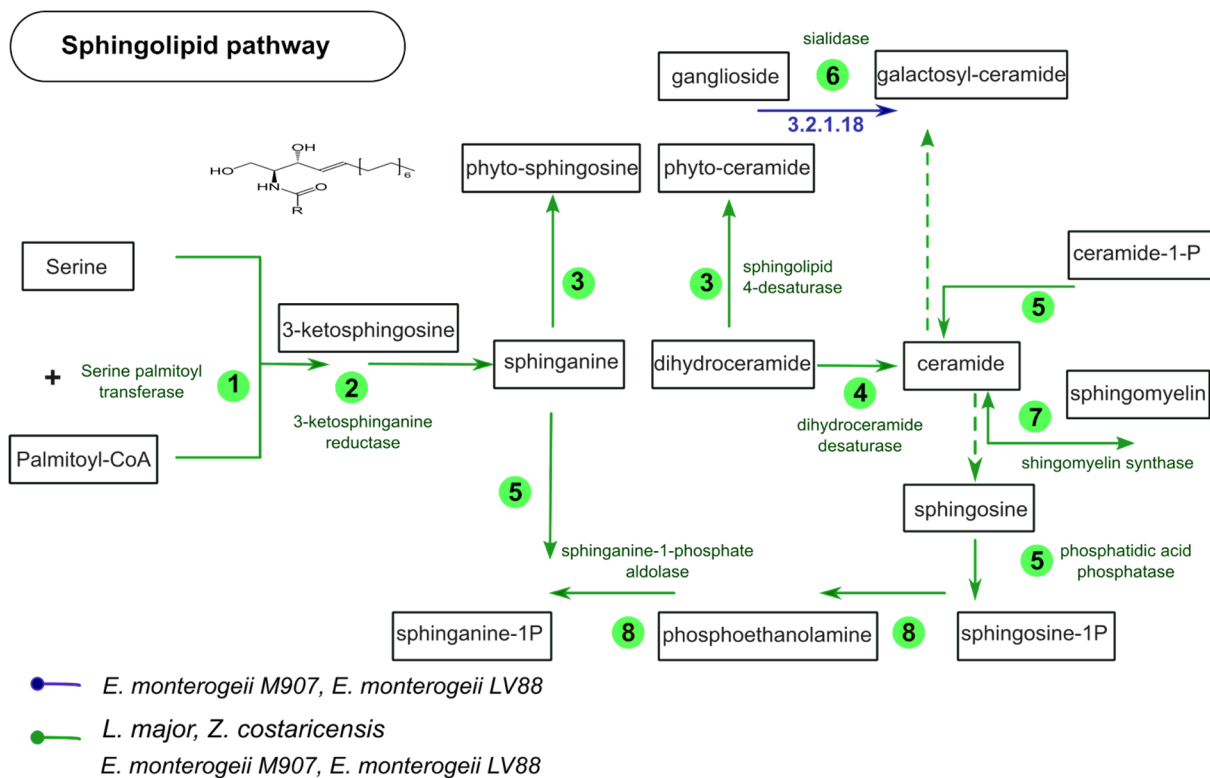 Sphingolipid pathway
sialidase
ganglioside
6
galactosyl-ceramide
3.2.1.18
OH
HO
HN
O
R
6
phyto-sphingosine
phyto-ceramide
Serine
ceramide-1-P
3
3
sphingolipid
4-desaturase
5
3-ketosphingosine
sphinganine
dihydroceramide
ceramide
+
Serine palmitoyl
transferase
1
2
4
sphingomyelin
3-ketosphinganine
reductase
dihydroceramide
desaturase
7
Palmitoyl-CoA
shingomyelin synthase
5
sphingosine
sphinganine-1-phosphate
aldolase
5
phosphatidic acid
phosphatase
sphinganine-1P
8
phosphoethanolamine
8
sphingosine-1P
E. monterogeii M907, E. monterogeii LV88
L. major, Z. costaricensis
E. monterogeii M907, E. monterogeii LV88